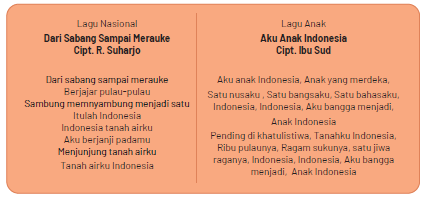 Lagu Nasional
Dari Sabang Sampai Merauke
Cipt. R. Suharjo
Dari sabang sampai merauke
Berjajar pulau-pulau
Sambung memnyambung menjadi satu
Itulah Indonesia
Indonesia tanah airku
Aku berjanji padamu
Menjunjung tanah airku
Tanah airku Indonesia
Lagu Anak
Aku Anak Indonesia
Cipt. Ibu Sud
Aku anak Indonesia, Anak yang merdeka,
Satu nusaku , Satu bangsaku, Satu bahasaku,
Indonesia, Indonesia, Aku bangga menjadi,
Anak Indonesia
Pending di khatulistiwa, Tanahku Indonesia,
Ribu pulaunya, Ragam sukunya, satu jiwa
raganya, Indonesia, Indonesia, Aku bangga
menjadi, Anak Indonesia